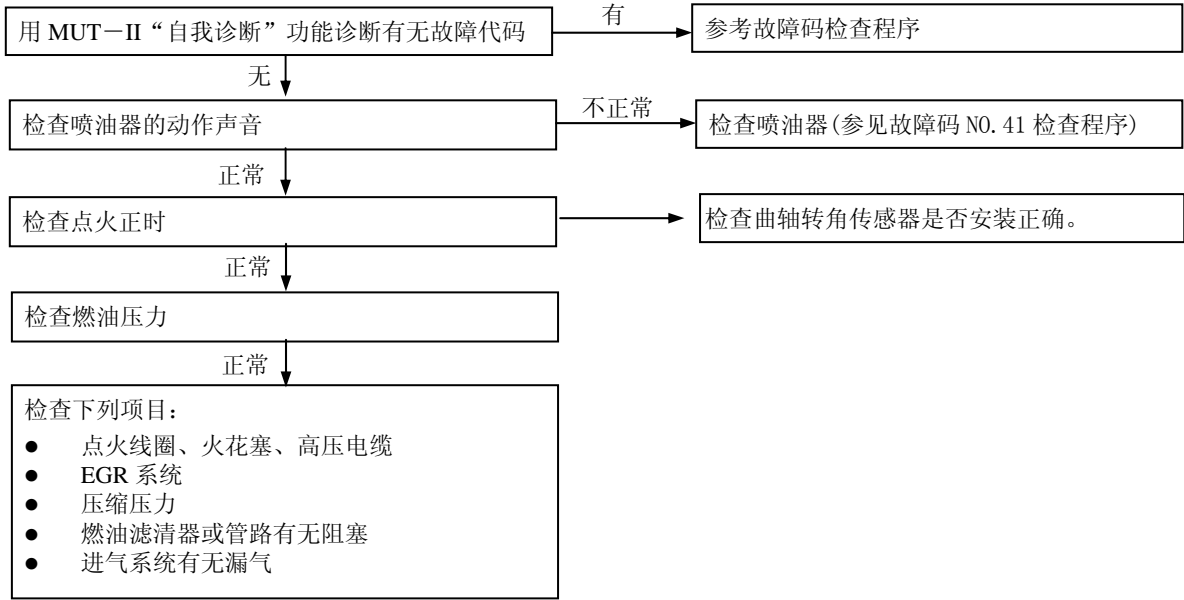 用 MUT－II“自我诊断”功能诊断有无故障代码
有
参考故障码检查程序
无
检查喷油器的动作声音
不正常
检查喷油器(参见故障码 NO.41 检查程序)
正常
检查点火正时
检查曲轴转角传感器是否安装正确。
正常
检查燃油压力
正常
检查下列项目：
● 点火线圈、火花塞、高压电缆
● EGR 系统
● 压缩压力
● 燃油滤清器或管路有无阻塞
● 进气系统有无漏气